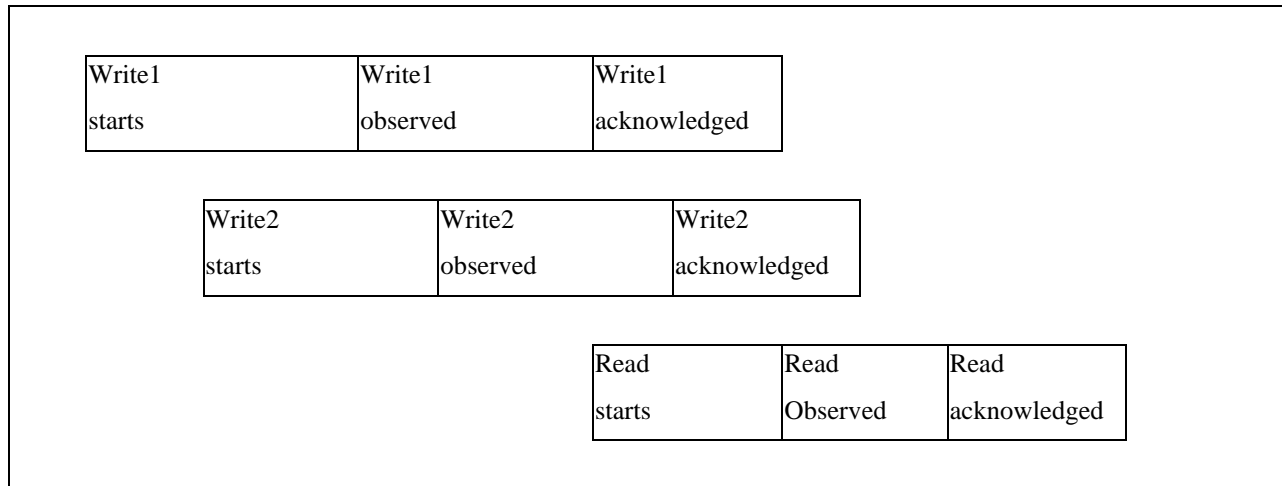 Write1 Write1 Write1
starts observed acknowledged
Write2 Write2 Write2
starts observed acknowledged
Read Read Read
starts Observed acknowledged